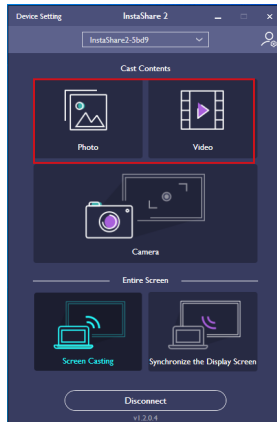 Device Setting InstaShare 2
InstaShare2-5bd9
Cast Contents
Photo Video
Camera
Entire Screen
Screen Casting Synchronize the Display Screen
Disconnect
v1.2.0.4